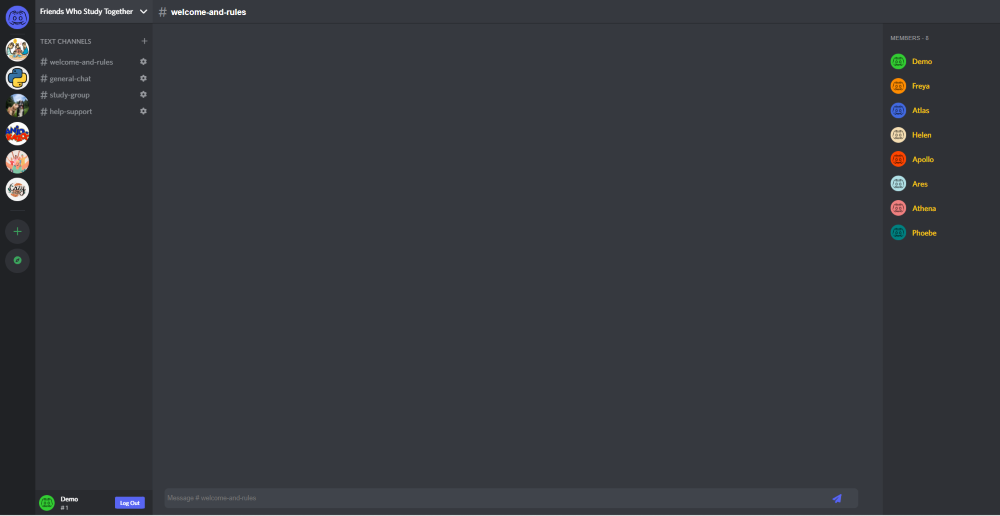 Friends Who Study Together
# welcome-and-rules
TEXT CHANNELS +
# welcome-and-rules
# general-chat
# study-group
# help-support
Demo
#1
Log Out
Message # welcome-and-rules
MEMBERS - 8
Demo
Freya
Atlas
Helen
Apollo
Ares
Athena
Phoebe